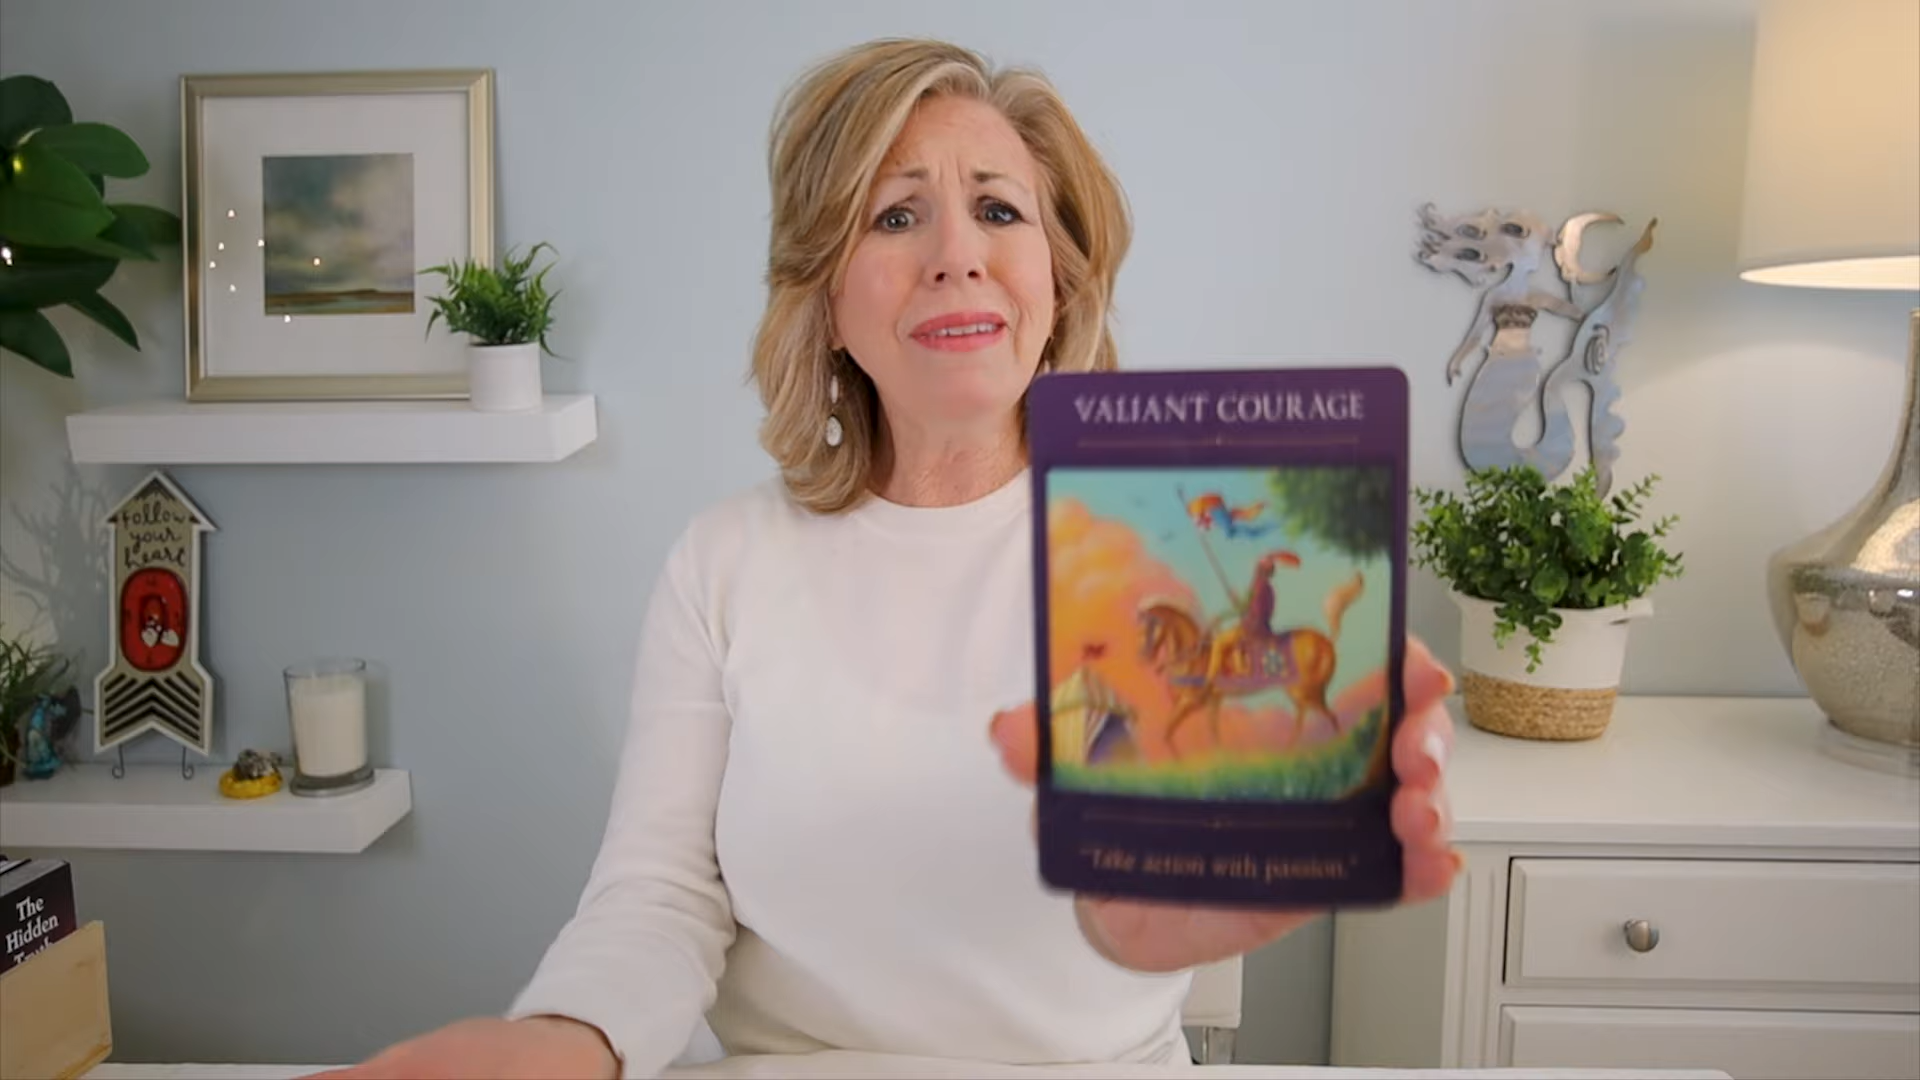 follow
your
heart
VALIANT COURAGE
"Take action with passion."
The
Hidden